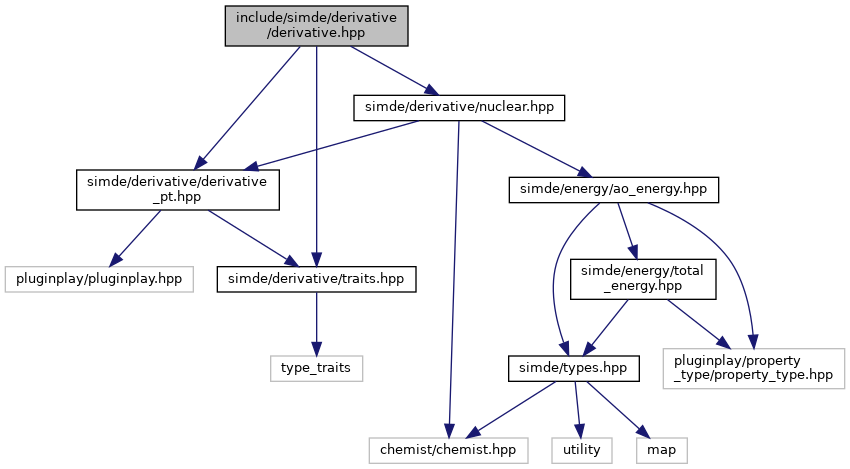 include/simde/derivative
/derivative.hpp
simde/derivative/nuclear.hpp
simde/derivative/derivative
_pt.hpp
simde/energy/ao_energy.hpp
pluginplay/pluginplay.hpp
simde/derivative/traits.hpp
simde/energy/total
_energy.hpp
type_traits
simde/types.hpp
pluginplay/property
_type/property_type.hpp
chemist/chemist.hpp
utility
map